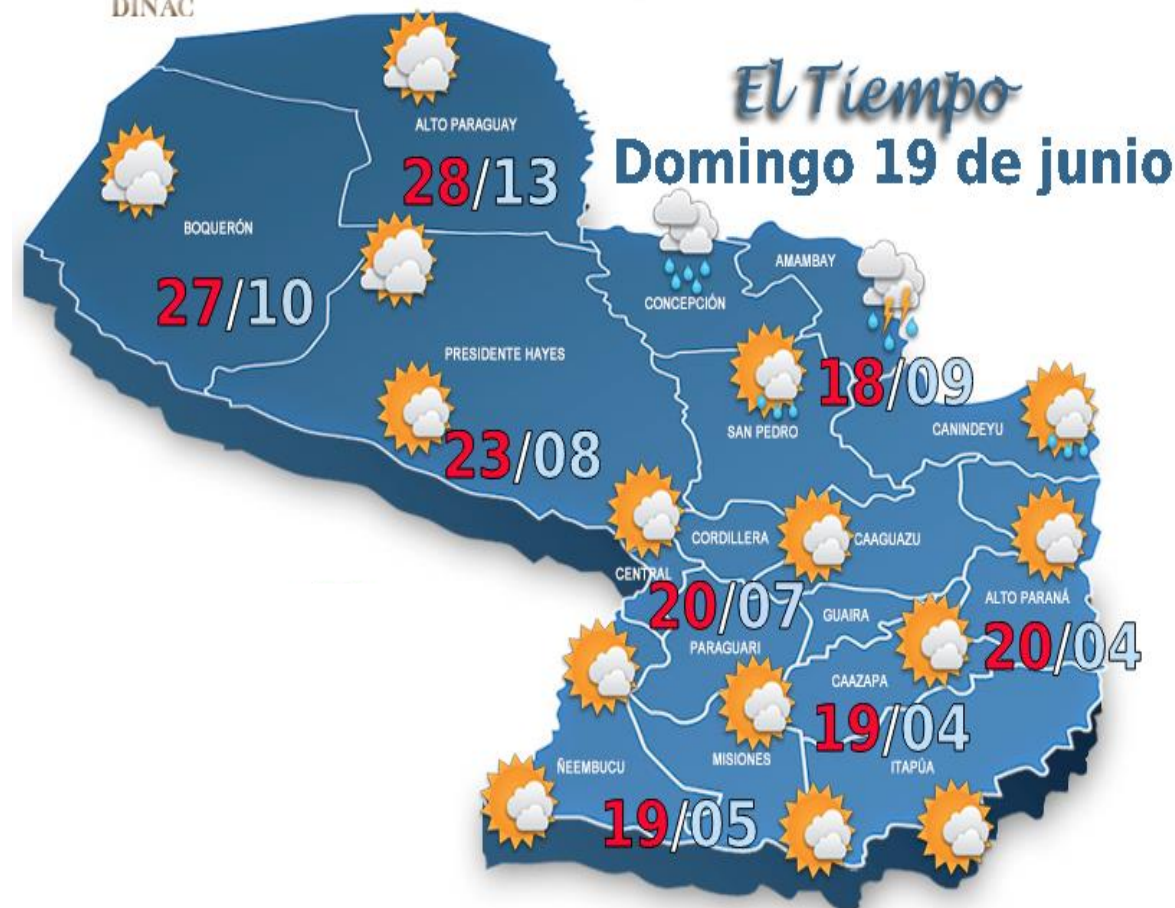 DINAC
El Tiempo
Domingo 19 de junio
ALTO PARAGUAY
28/13
BOQUERÓN
27/10
AMAMBAY
CONCEPCIÓN
PRESIDENTE HAYES
23/08
18/09
SAN PEDRO
CANINDEYU
CORDILLERA
CAAGUAZU
CENTRAL
20/07
GUAIRA
ALTO PARANÁ
20/04
PARAGUARI
CAAZAPA
19/04
MISIONES
ITAPÚA
ÑEEMBUCU
19/05